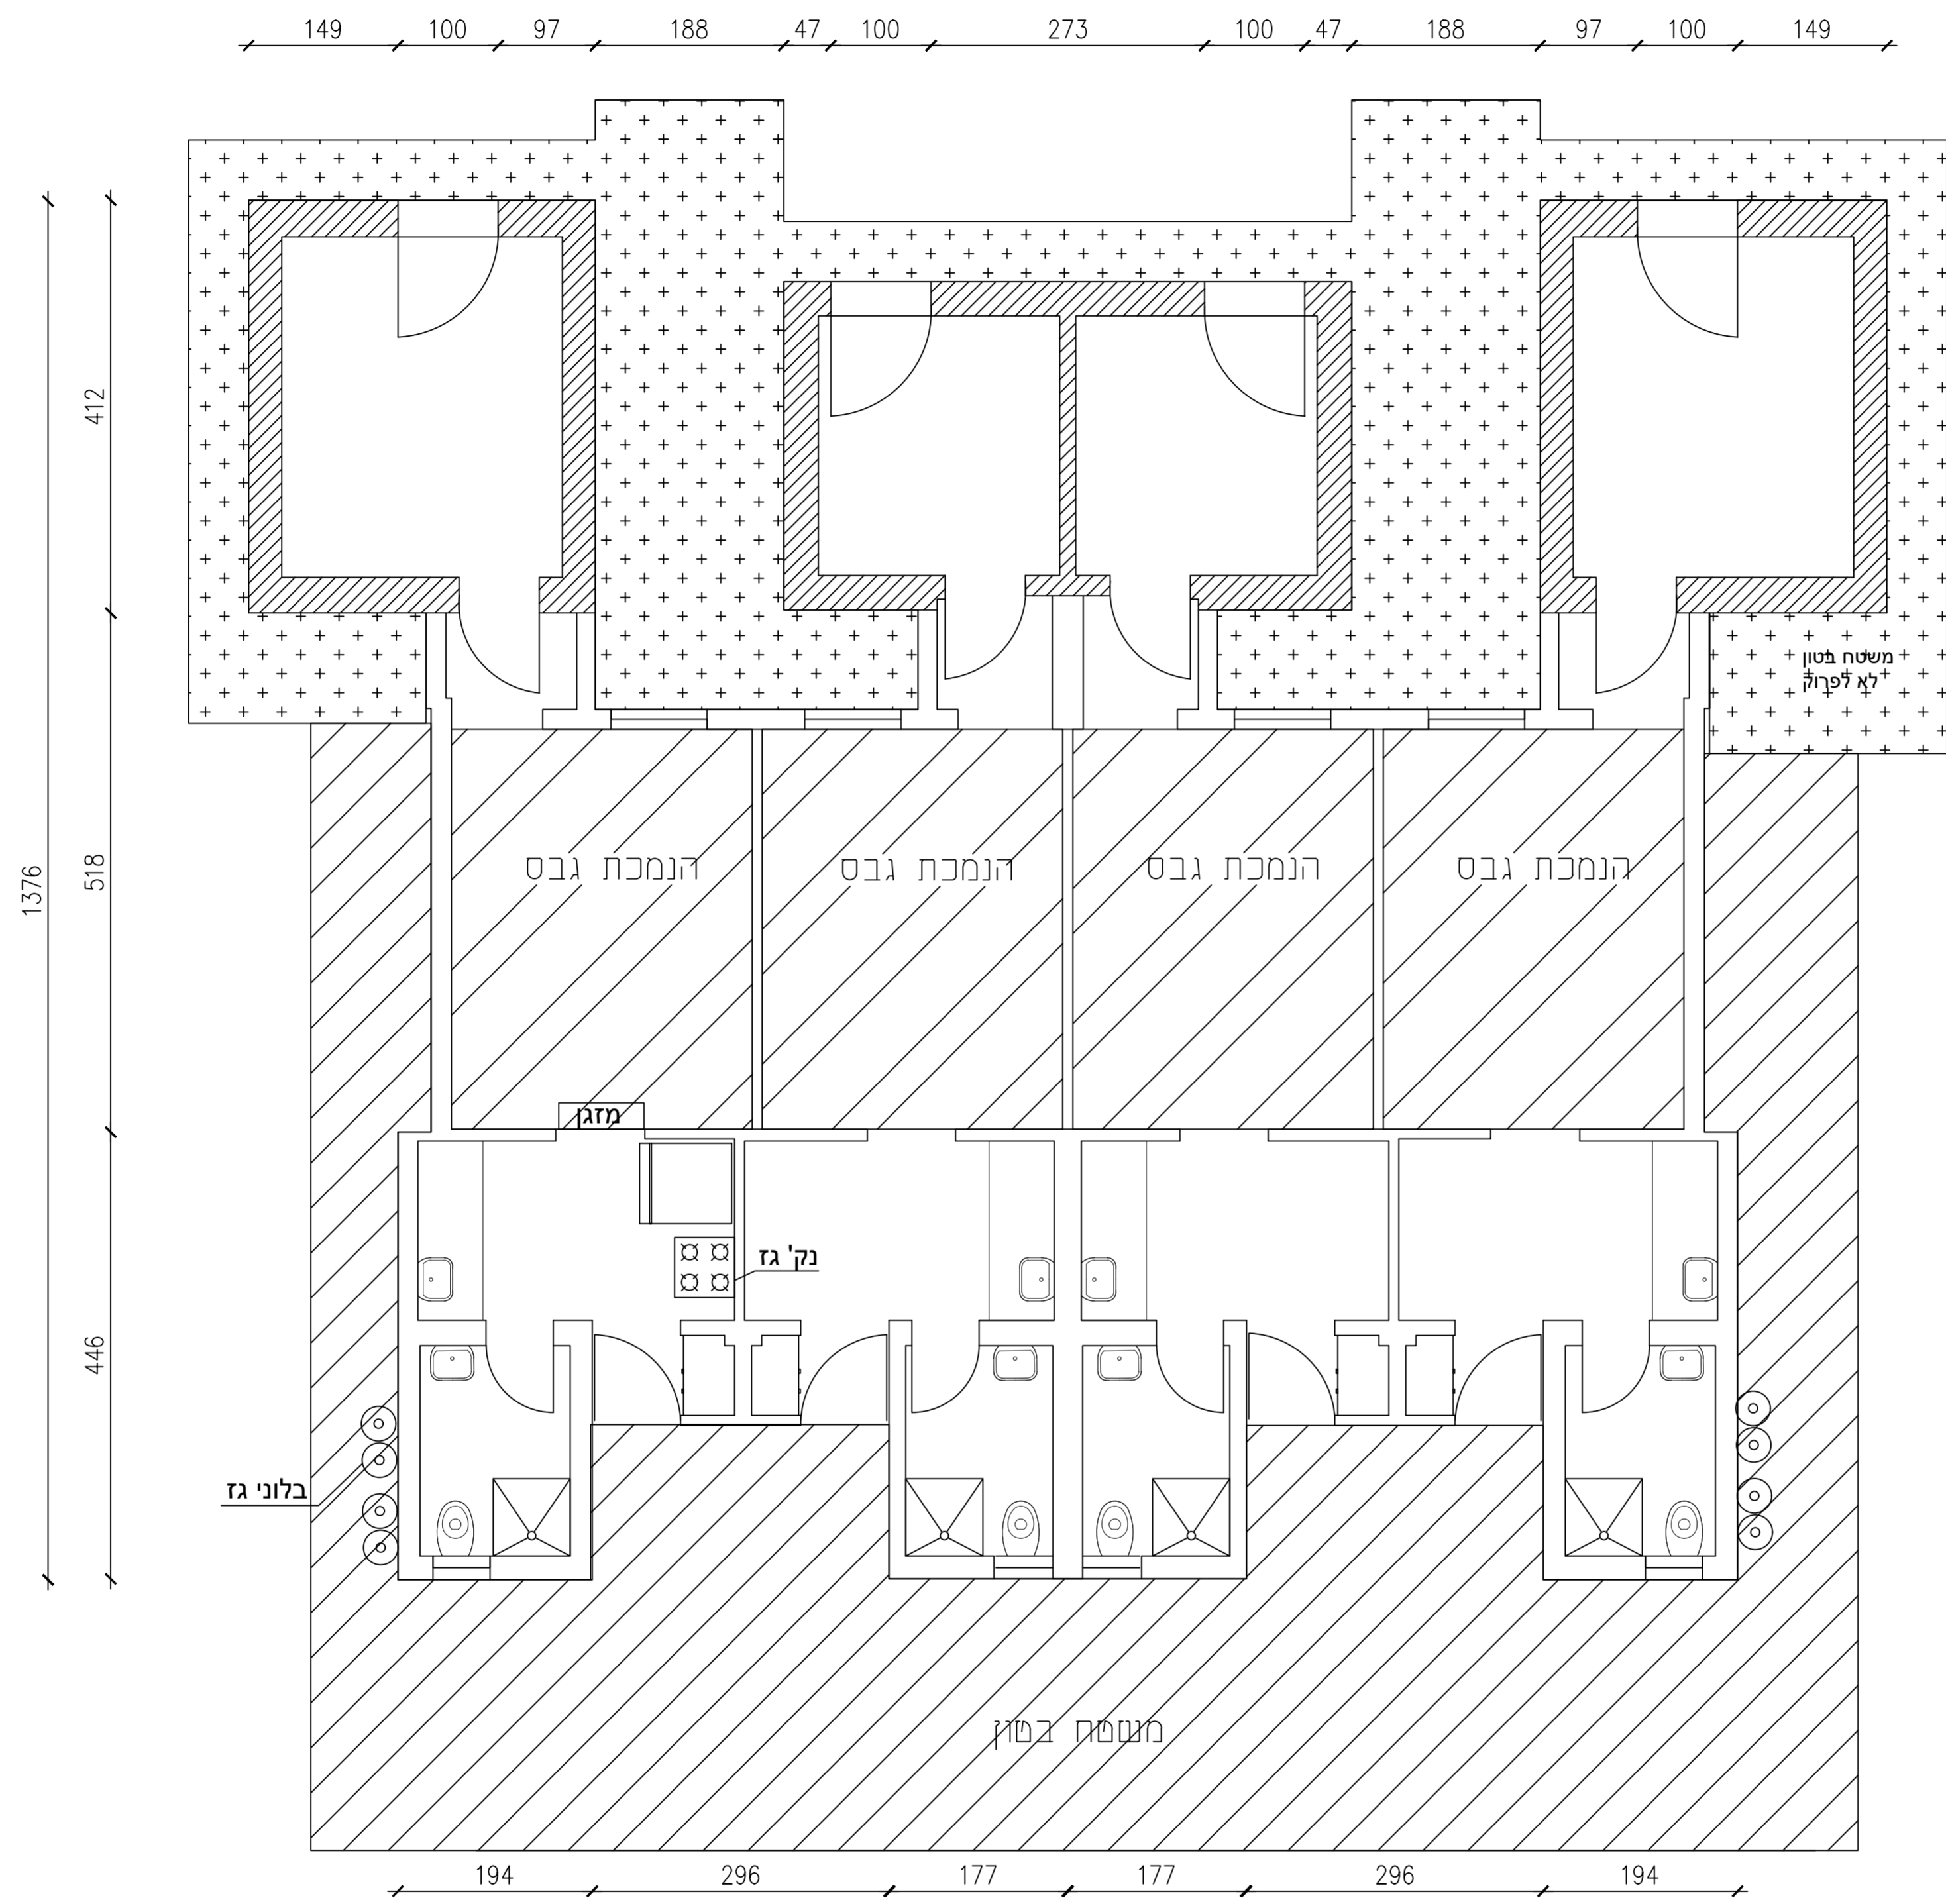 149 100 97 188 47 100 273 100 47 188 97 100 149
412
518
1376
446
משטח בטון
לא לפרוק
הנמכת גבס
הנמכת גבס
הנמכת גבס
הנמכת גבס
מזגן
נק' גז
בלוני גז
משטח בטון
194 296 177 177 296 194